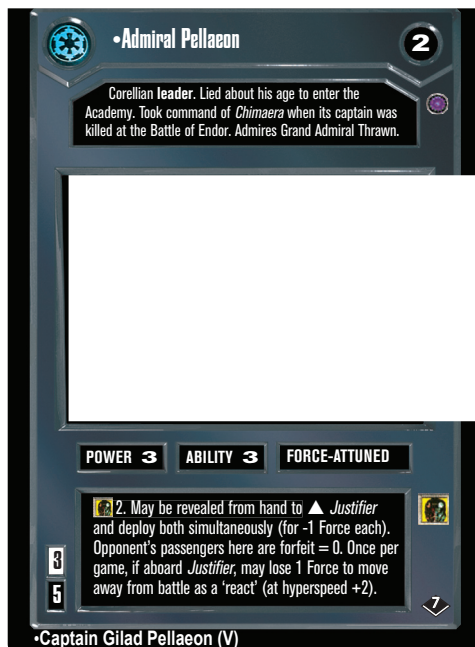 •Admiral Pellaeon
2
Corellian leader. Lied about his age to enter the
Academy. Took command of Chimaera when its captain was
killed at the Battle of Endor. Admires Grand Admiral Thrawn.
POWER 3 ABILITY 3 FORCE-ATTUNED
2. May be revealed from hand to ▲ Justifier
and deploy both simultaneously (for -1 Force each).
Opponent's passengers here are forfeit = 0. Once per
game, if aboard Justifier, may lose 1 Force to move
away from battle as a 'react' (at hyperspeed +2).
3
5
7
•Captain Gilad Pellaeon (V)